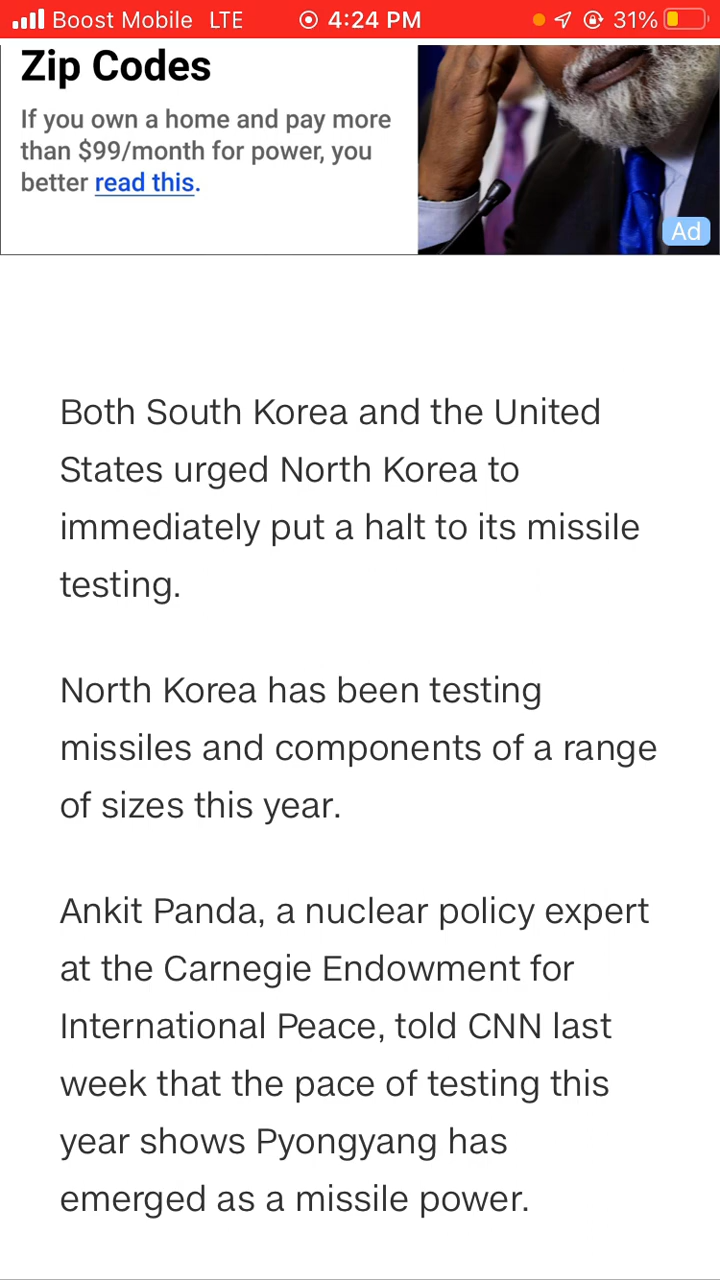 Boost Mobile LTE 4:24 PM 31%
Zip Codes
If you own a home and pay more
than $99/month for power, you
better read this.
Ad
Both South Korea and the United
States urged North Korea to
immediately put a halt to its missile
testing.
North Korea has been testing
missiles and components of a range
of sizes this year.
Ankit Panda, a nuclear policy expert
at the Carnegie Endowment for
International Peace, told CNN last
week that the pace of testing this
year shows Pyongyang has
emerged as a missile power.